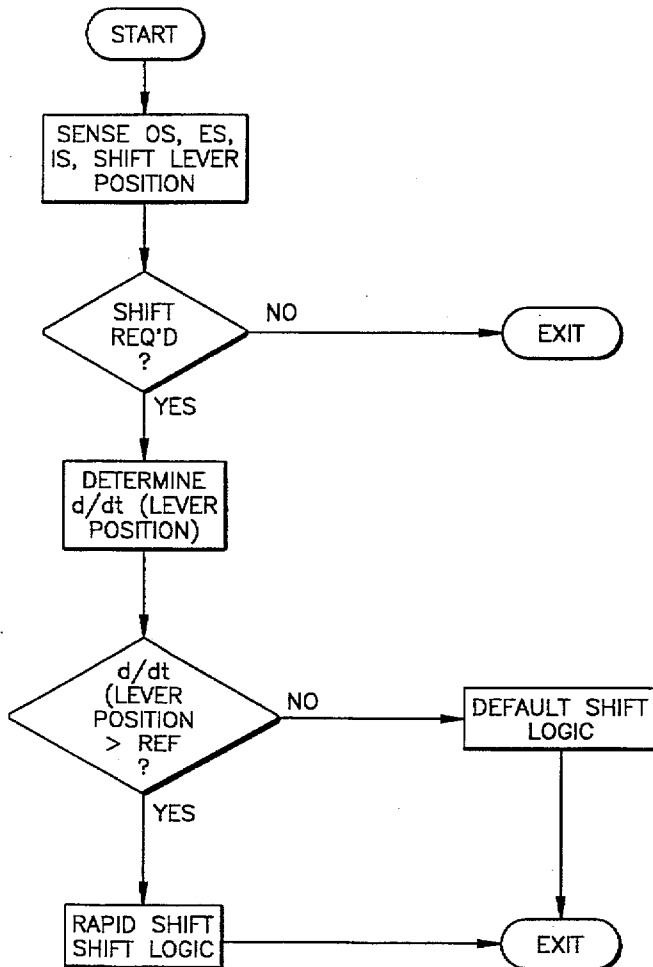 START
SENSE OS, ES,
IS, SHIFT LEVER
POSITION
SHIFT
REQ'D
?
NO
EXIT
YES
DETERMINE
d/dt (LEVER
POSITION)
d/dt
(LEVER
POSITION
> REF
?
NO
DEFAULT SHIFT
LOGIC
YES
RAPID SHIFT
SHIFT LOGIC
EXIT